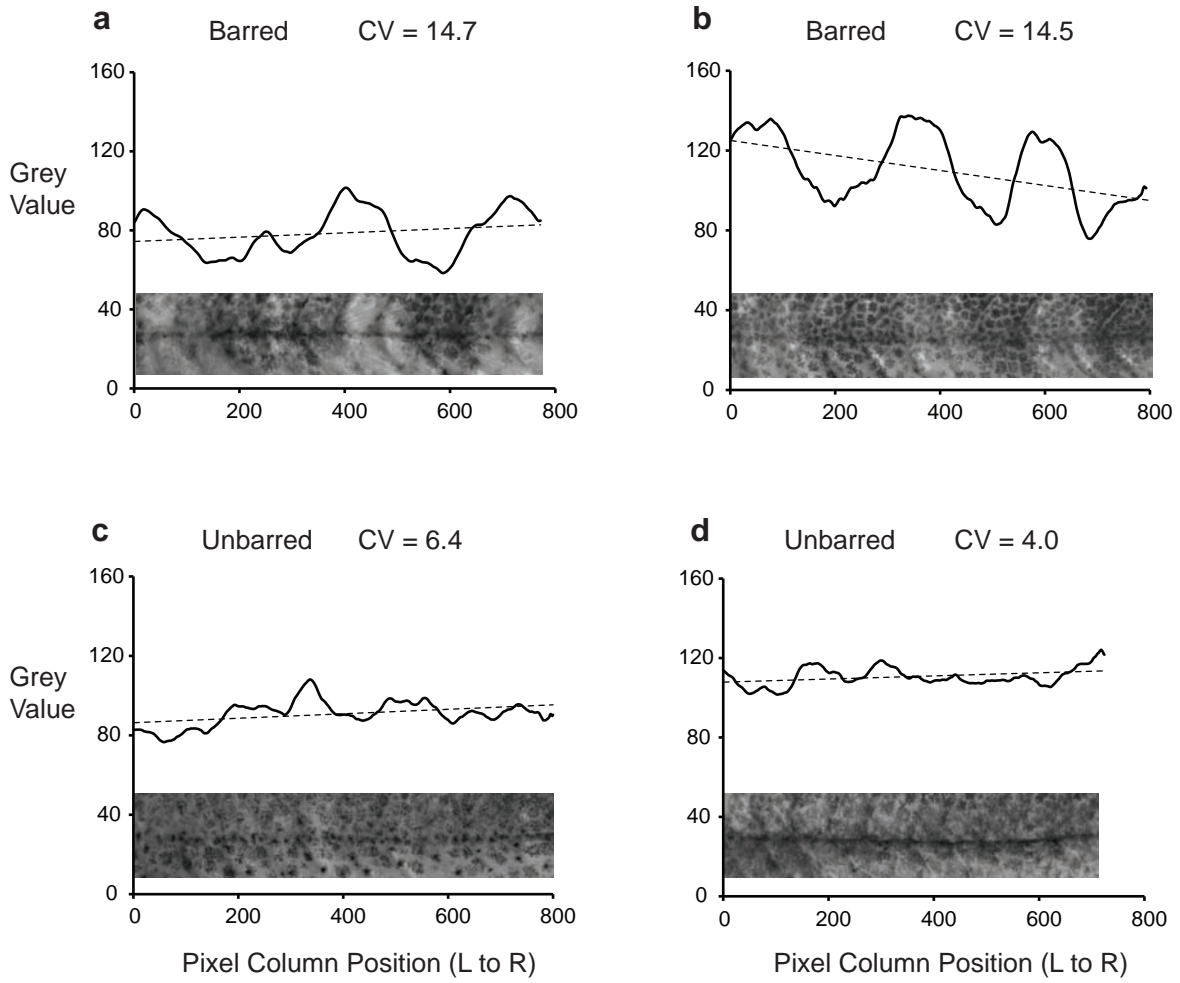 a
Barred CV = 14.7
160
120
80
40
0
Grey
Value
0 200 400 600 800
b
Barred CV = 14.5
160
120
80
40
0
0 200 400 600 800
c
Unbarred CV = 6.4
160
120
80
40
0
Grey
Value
0 200 400 600 800
Pixel Column Position (L to R)
d
Unbarred CV = 4.0
160
120
80
40
0
0 200 400 600 800
Pixel Column Position (L to R)